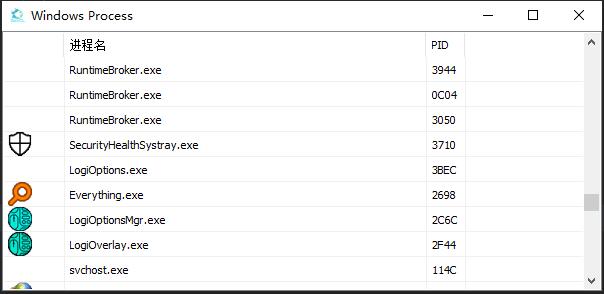 Windows Process
进程名 PID
RuntimeBroker.exe 3944
RuntimeBroker.exe 0C04
RuntimeBroker.exe 3050
SecurityHealthSystray.exe 3710
LogiOptions.exe 3BEC
Everything.exe 2698
LogiOptionsMgr.exe 2C6C
LogiOverlay.exe 2F44
svchost.exe 114C